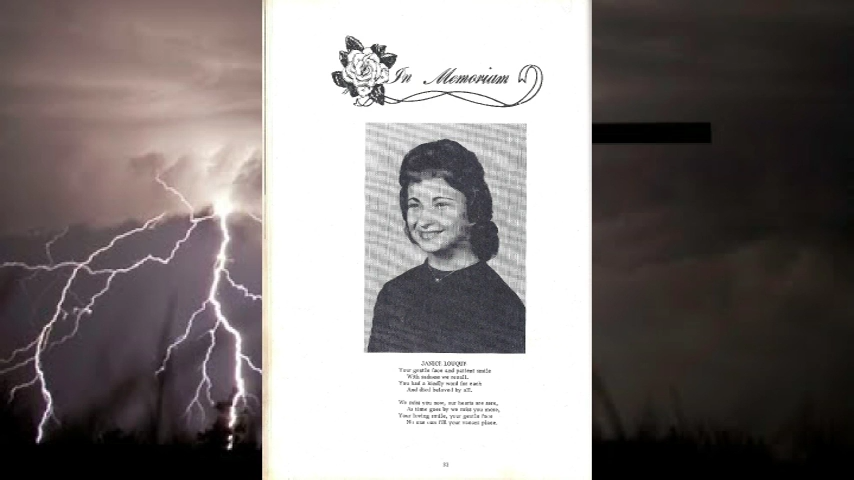 In Memoriam
JANICE LOUQUE
Your gentle face and patient smile
With sadness we recall.
You had a kindly word for each
And died beloved by all.
We miss you now, our hearts are sore,
As time goes by we miss you more,
Your loving smile, your gentle face
No one can fill your vacant place.